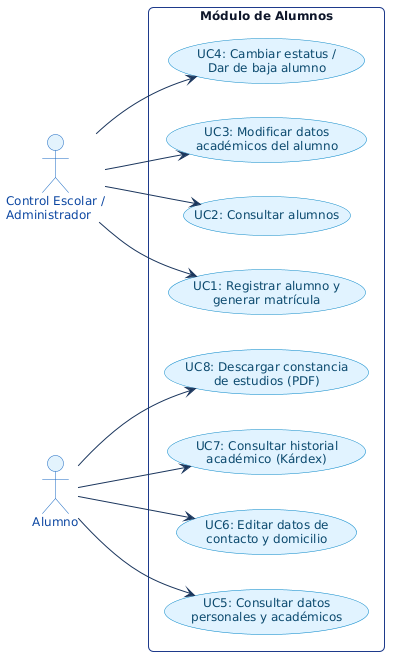 Módulo de Alumnos
UC4: Cambiar estatus /
Dar de baja alumno
UC3: Modificar datos
académicos del alumno
Control Escolar /
Administrador
UC2: Consultar alumnos
UC1: Registrar alumno y
generar matrícula
UC8: Descargar constancia
de estudios (PDF)
UC7: Consultar historial
académico (Kárdex)
Alumno
UC6: Editar datos de
contacto y domicilio
UC5: Consultar datos
personales y académicos